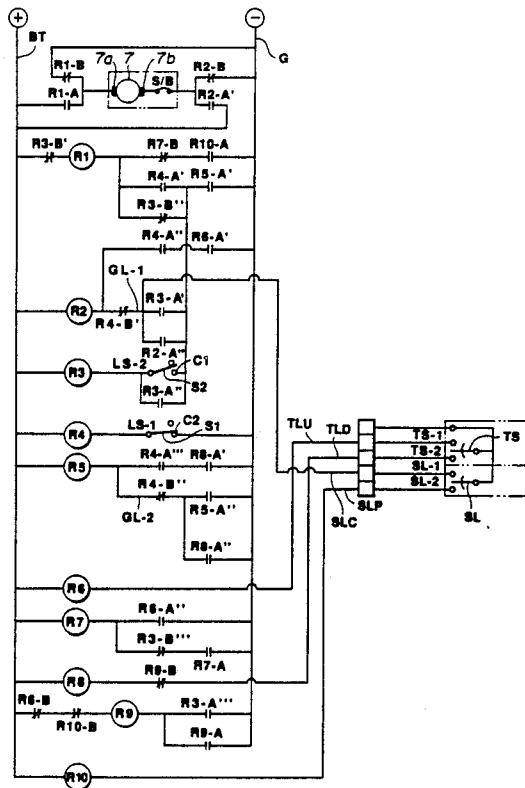 + −
BT G
7a 7 7b
R1-B S/B R2-B
R1-A R2-A'
R3-B' R1 R7-B R10-A
R4-A' R5-A'
R3-B''
R4-A'' R6-A'
GL-1
R2 R4-B' R3-A'
R2-A''
R3 LS-2 C1
R3-A'' S2
R4 LS-1 C2 S1
R5 R4-A''' R8-A'
R4-B''
GL-2 R5-A''
R8-A''
R6
R7 R6-A''
R3-B''' R7-A
R8 R9-B
R6-B R10-B R9 R3-A'''
R9-A
R10
TLU TLD
SLC SLP
TS-1 TS
TS-2
SL-1
SL-2 SL